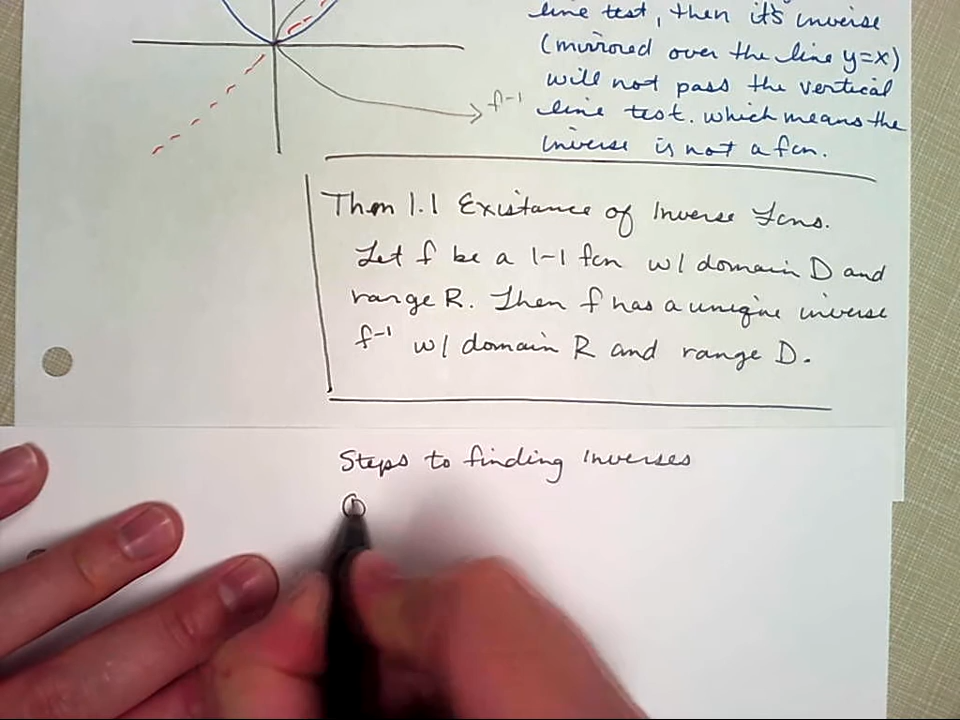 line test, then it's inverse
(mirrored over the line y=x)
will not pass the vertical
line test. which means the
inverse is not a fcn.
f-1
Thm 1.1 Existance of Inverse Fcns.
Let f be a 1-1 fcn w/ domain D and
range R. Then f has a unique inverse
f-1 w/ domain R and range D.
Steps to finding inverses
①